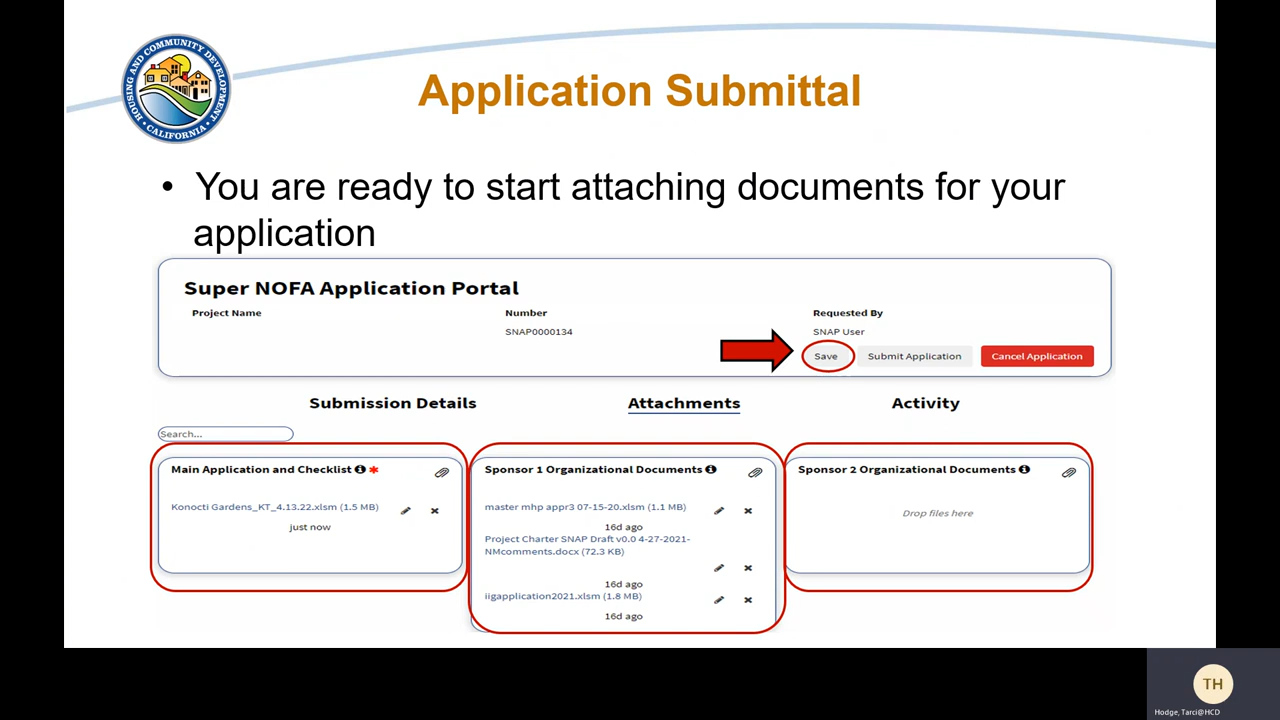 HOUSING AND COMMUNITY DEVELOPMENT
• CALIFORNIA •
Application Submittal
• You are ready to start attaching documents for your
application
Super NOFA Application Portal
Project Name Number Requested By
SNAP0000134 SNAP User
Save Submit Application Cancel Application
Submission Details Attachments Activity
Search...
Main Application and Checklist *
Konocti Gardens_KT_4.13.22.xlsm (1.5 MB)
just now
Sponsor 1 Organizational Documents
master mhp appr3 07-15-20.xlsm (1.1 MB)
16d ago
Project Charter SNAP Draft v0.0 4-27-2021-
NMcomments.docx (72.3 KB)
16d ago
iigapplication2021.xlsm (1.8 MB)
16d ago
Sponsor 2 Organizational Documents
Drop files here
TH
Hodge, Tarci@HCD